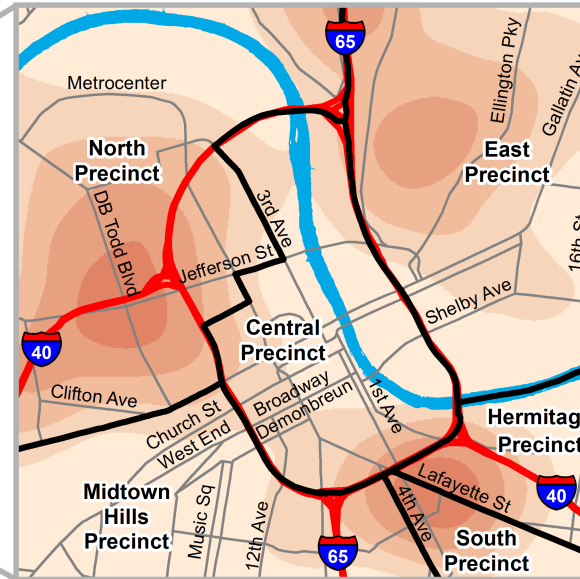 65
Metrocenter
Ellington Pky
Gallatin Av
North
Precinct
East
Precinct
DB Todd Blvd
3rd Ave
16th S
Jefferson St
Shelby Ave
Central
Precinct
40
Clifton Ave
Broadway
1st Ave
Demonbreun
Church St
West End
Hermitag
Precinct
Lafayette St
40
Midtown
Hills
Precinct
Music Sq
12th Ave
4th Ave
65
South
Precinct